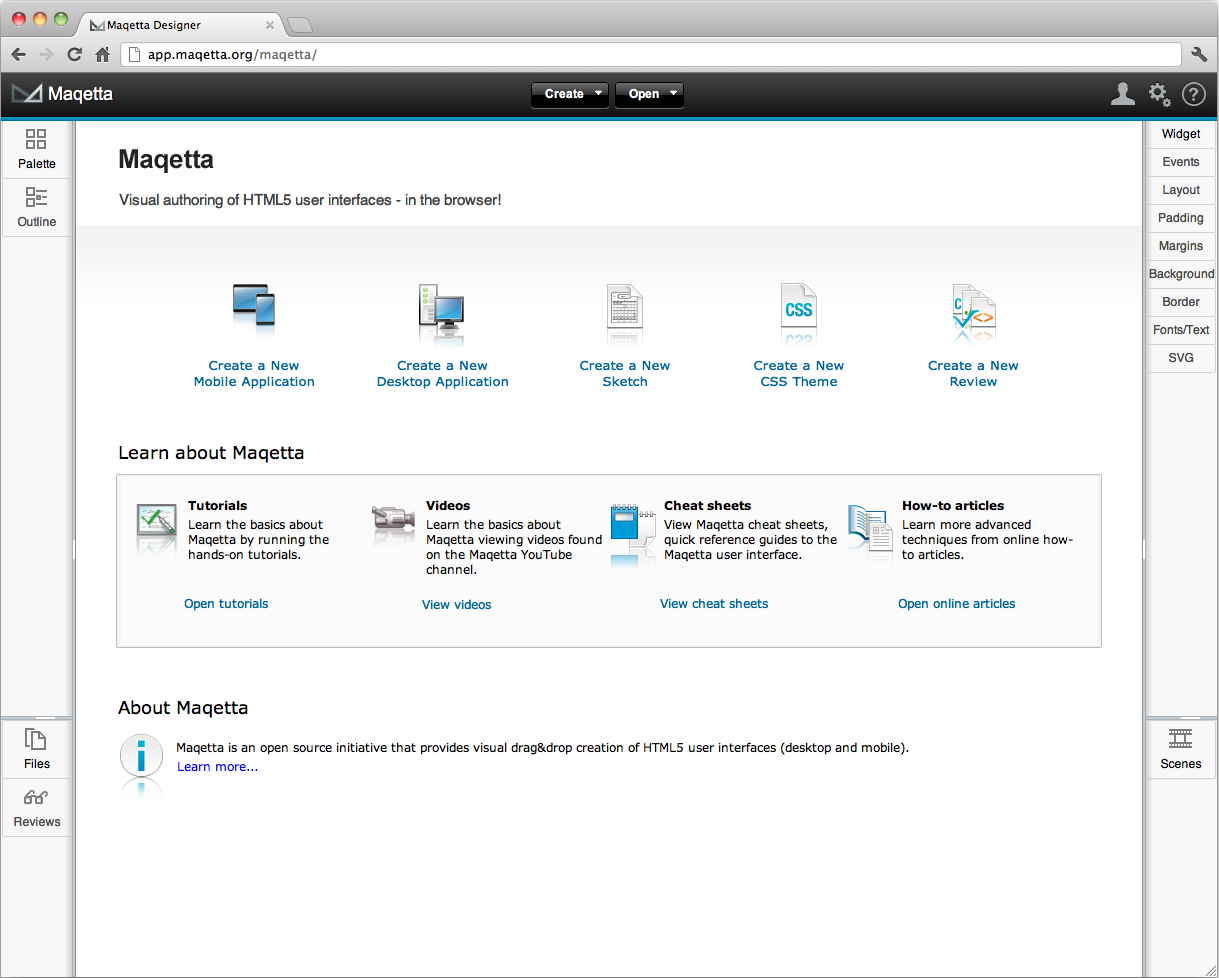 Maqetta Designer
app.maqetta.org/maqetta/
Maqetta
Create
Open
Palette
Outline
Files
Reviews
Maqetta
Visual authoring of HTML5 user interfaces - in the browser!
Create a New
Mobile Application
Create a New
Desktop Application
Create a New
Sketch
CSS
Create a New
CSS Theme
Create a New
Review
Learn about Maqetta
Tutorials
Learn the basics about
Maqetta by running the
hands-on tutorials.
Open tutorials
Videos
Learn the basics about
Maqetta viewing videos found
on the Maqetta YouTube
channel.
View videos
Cheat sheets
View Maqetta cheat sheets,
quick reference guides to the
Maqetta user interface.
View cheat sheets
How-to articles
Learn more advanced
techniques from online how-
to articles.
Open online articles
About Maqetta
Maqetta is an open source initiative that provides visual drag&drop creation of HTML5 user interfaces (desktop and mobile).
Learn more...
Widget
Events
Layout
Padding
Margins
Background
Border
Fonts/Text
SVG
Scenes